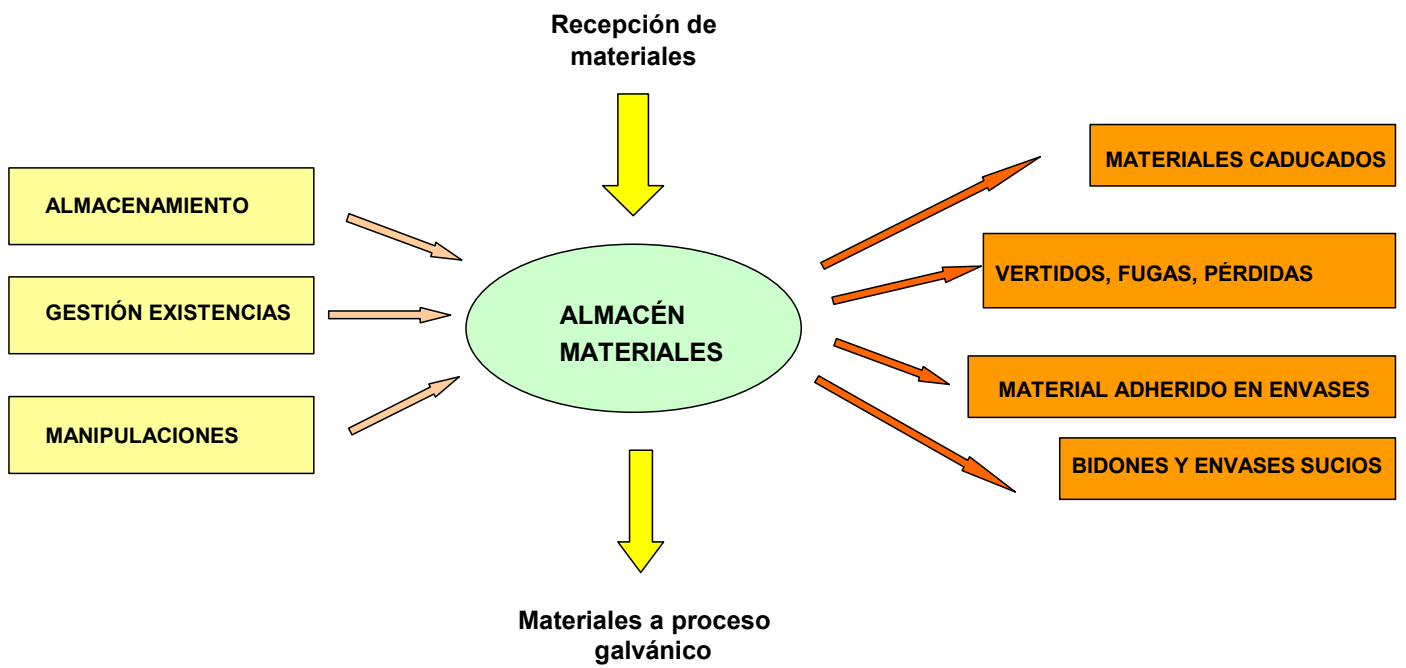 Recepción de
materiales
ALMACENAMIENTO
GESTIÓN EXISTENCIAS
MANIPULACIONES
ALMACÉN
MATERIALES
MATERIALES CADUCADOS
VERTIDOS, FUGAS, PÉRDIDAS
MATERIAL ADHERIDO EN ENVASES
BIDONES Y ENVASES SUCIOS
Materiales a proceso
galvánico